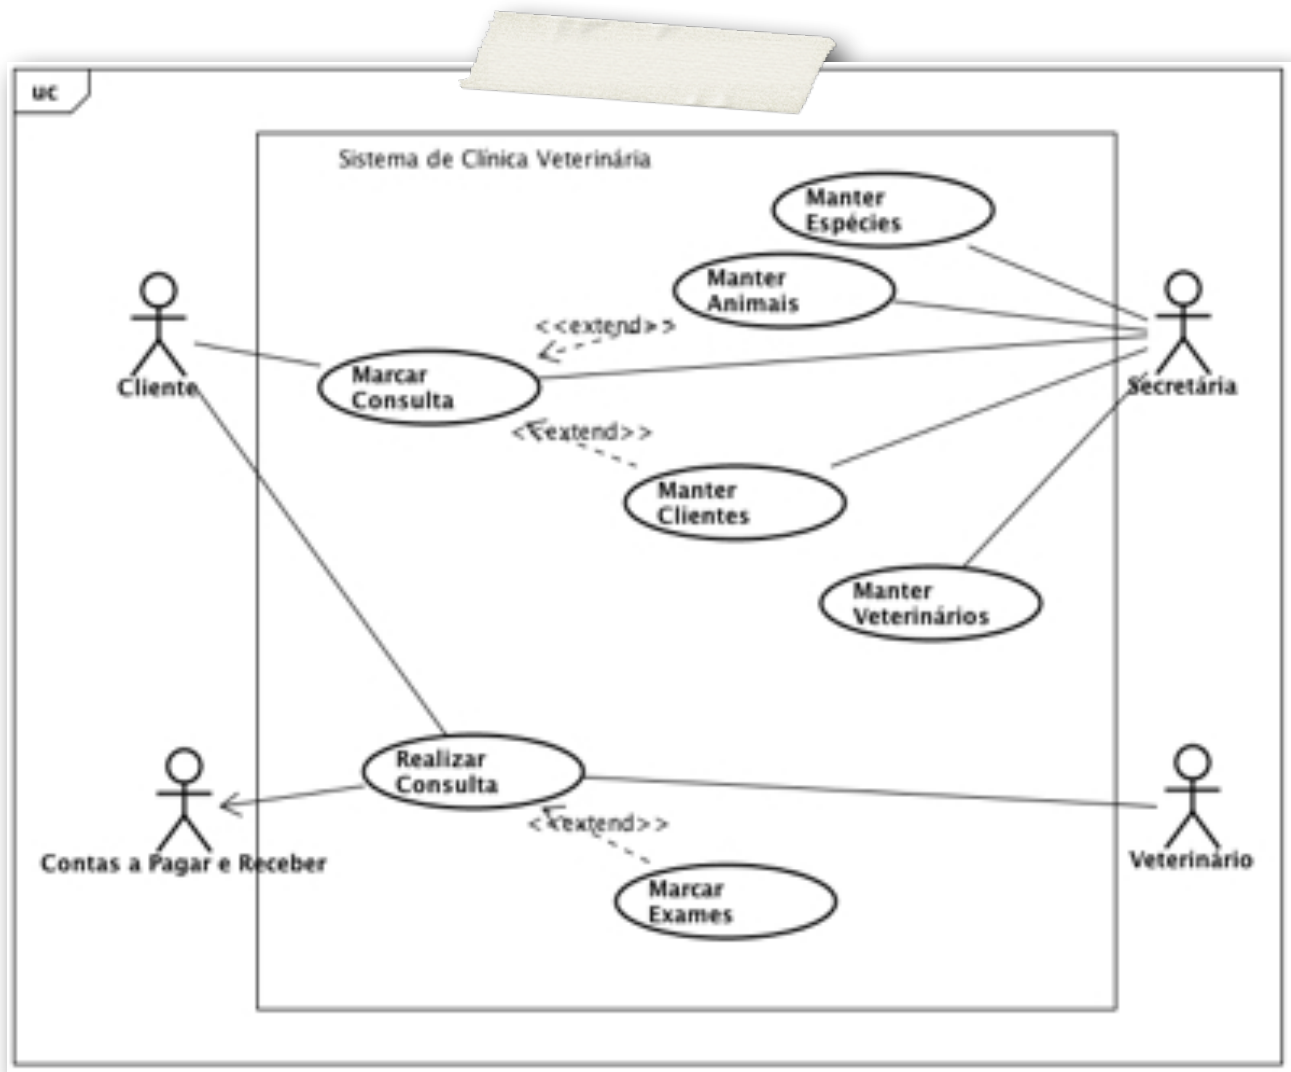 uc
Sistema de Clínica Veterinária
Manter
Espécies
Manter
Animais
<<extend>>
Cliente
Marcar
Consulta
Secretária
<<extend>>
Manter
Clientes
Manter
Veterinários
Realizar
Consulta
<<extend>>
Contas a Pagar e Receber
Veterinário
Marcar
Exames